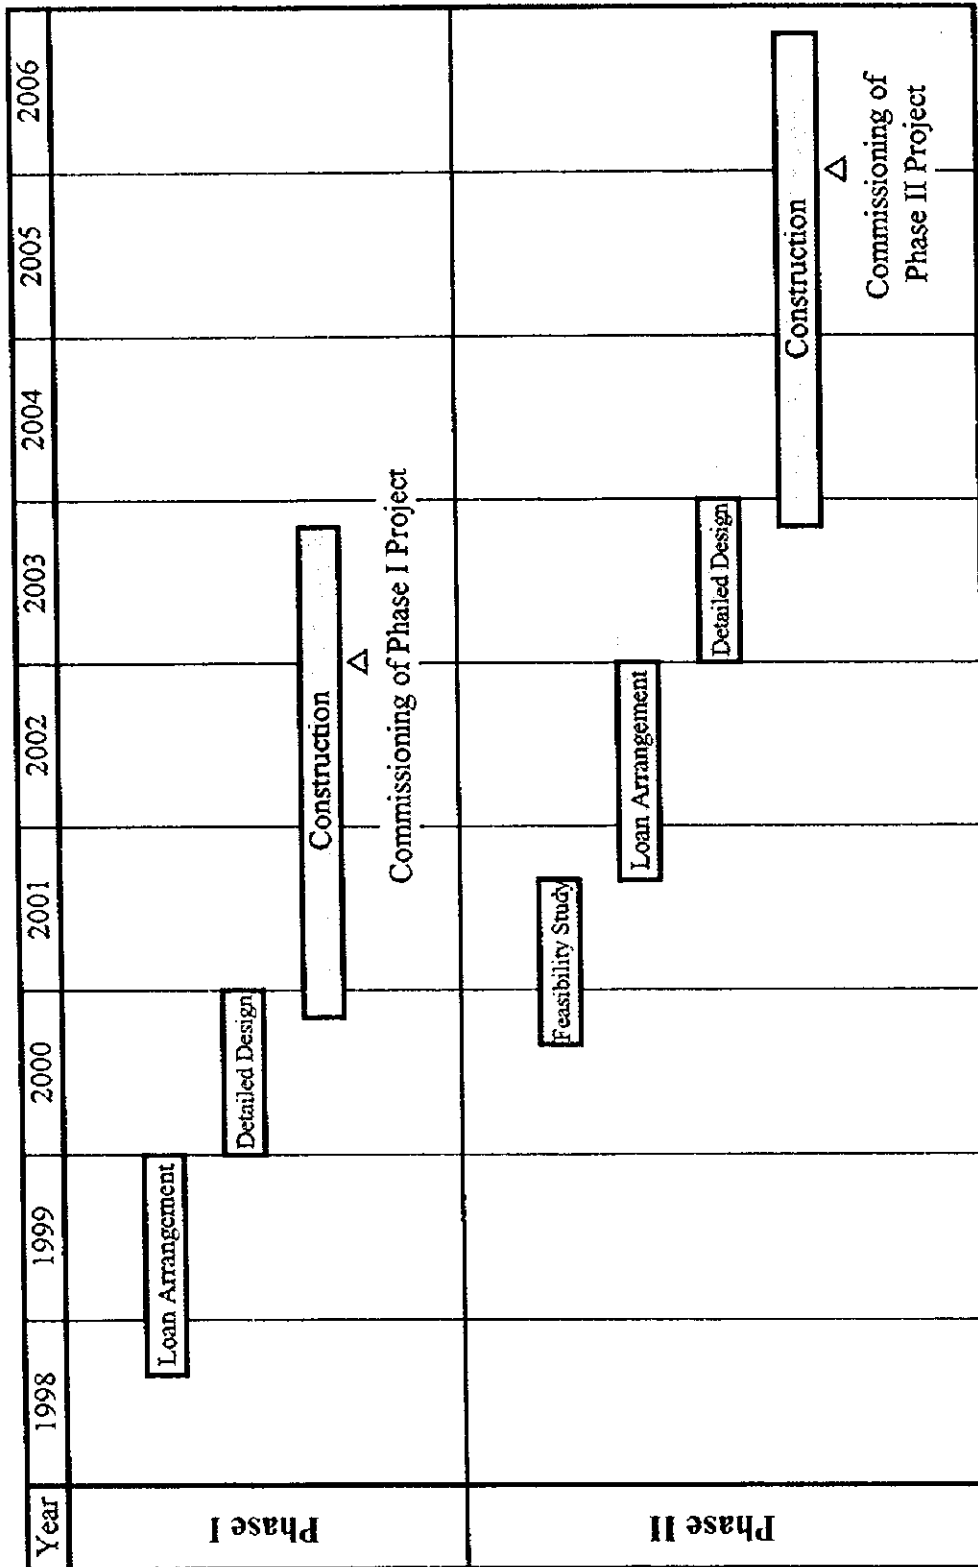 Year 1998 1999 2000 2001 2002 2003 2004 2005 2006
Phase I
Loan Arrangement
Detailed Design
Construction
Commissioning of Phase I Project
Phase II
Feasibility Study
Loan Arrangement
Detailed Design
Construction
Commissioning of
Phase II Project